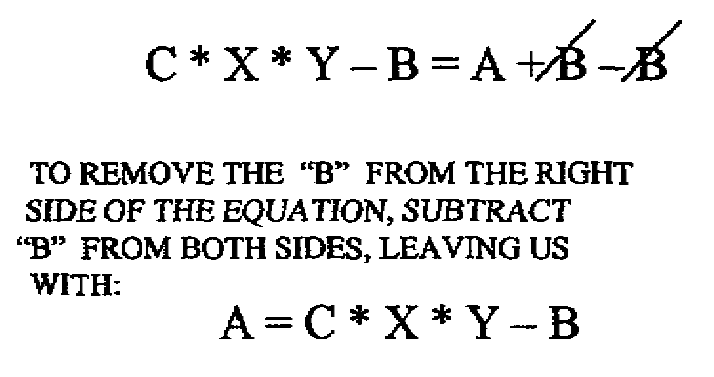 C * X * Y – B = A + B – B
TO REMOVE THE “B” FROM THE RIGHT
SIDE OF THE EQUATION, SUBTRACT
“B” FROM BOTH SIDES, LEAVING US
WITH:
A = C * X * Y – B